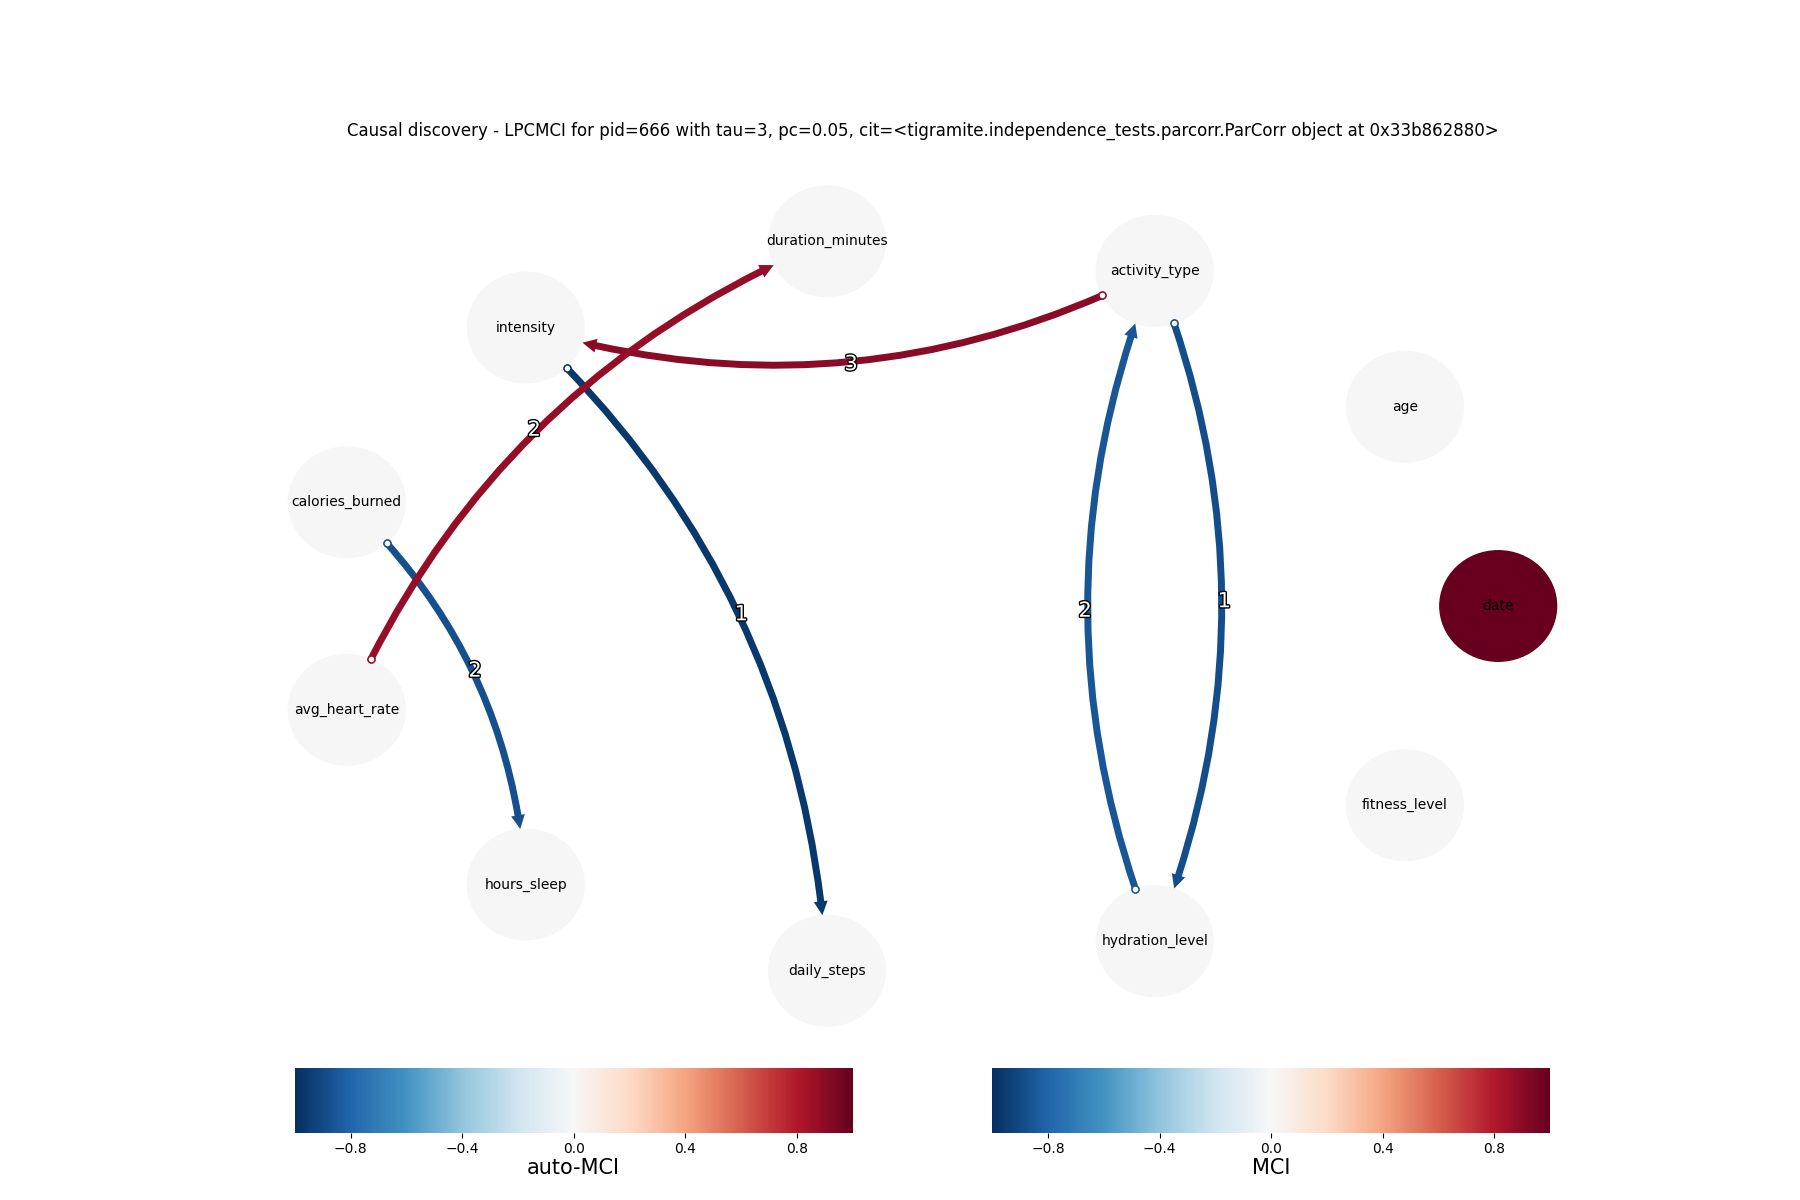 Causal discovery - LPCMCI for pid=666 with tau=3, pc=0.05, cit=<tigramite.independence_tests.parcorr.ParCorr object at 0x33b862880>
duration_minutes
activity_type
intensity
3
age
2
calories_burned
date
2
1
1
2
avg_heart_rate
fitness_level
hours_sleep
hydration_level
daily_steps
−0.8 −0.4 0.0 0.4 0.8
auto-MCI
−0.8 −0.4 0.0 0.4 0.8
MCI